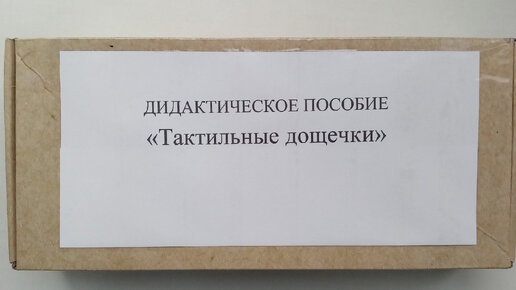 ДИДАКТИЧЕСКОЕ ПОСОБИЕ
«Тактильные дощечки»